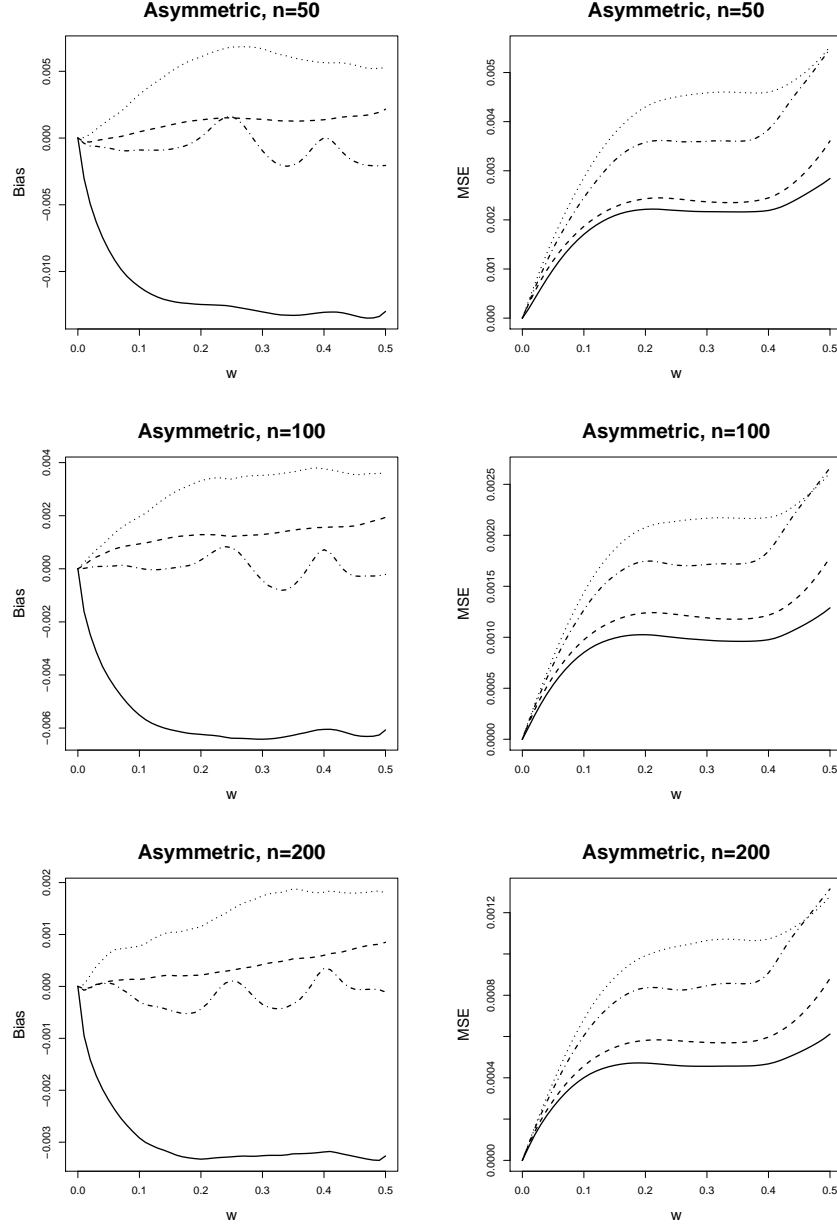 Asymmetric, n=50
Bias
0.005
0.000
−0.005
−0.010
0.0 0.1 0.2 0.3 0.4 0.5
w
Asymmetric, n=50
MSE
0.005
0.004
0.003
0.002
0.001
0.000
0.0 0.1 0.2 0.3 0.4 0.5
w
Asymmetric, n=100
Bias
0.004
0.002
0.000
−0.002
−0.004
−0.006
0.0 0.1 0.2 0.3 0.4 0.5
w
Asymmetric, n=100
MSE
0.0025
0.0020
0.0015
0.0010
0.0005
0.0000
0.0 0.1 0.2 0.3 0.4 0.5
w
Asymmetric, n=200
Bias
0.002
0.001
0.000
−0.001
−0.002
−0.003
0.0 0.1 0.2 0.3 0.4 0.5
w
Asymmetric, n=200
MSE
0.0012
0.0008
0.0004
0.0000
0.0 0.1 0.2 0.3 0.4 0.5
w